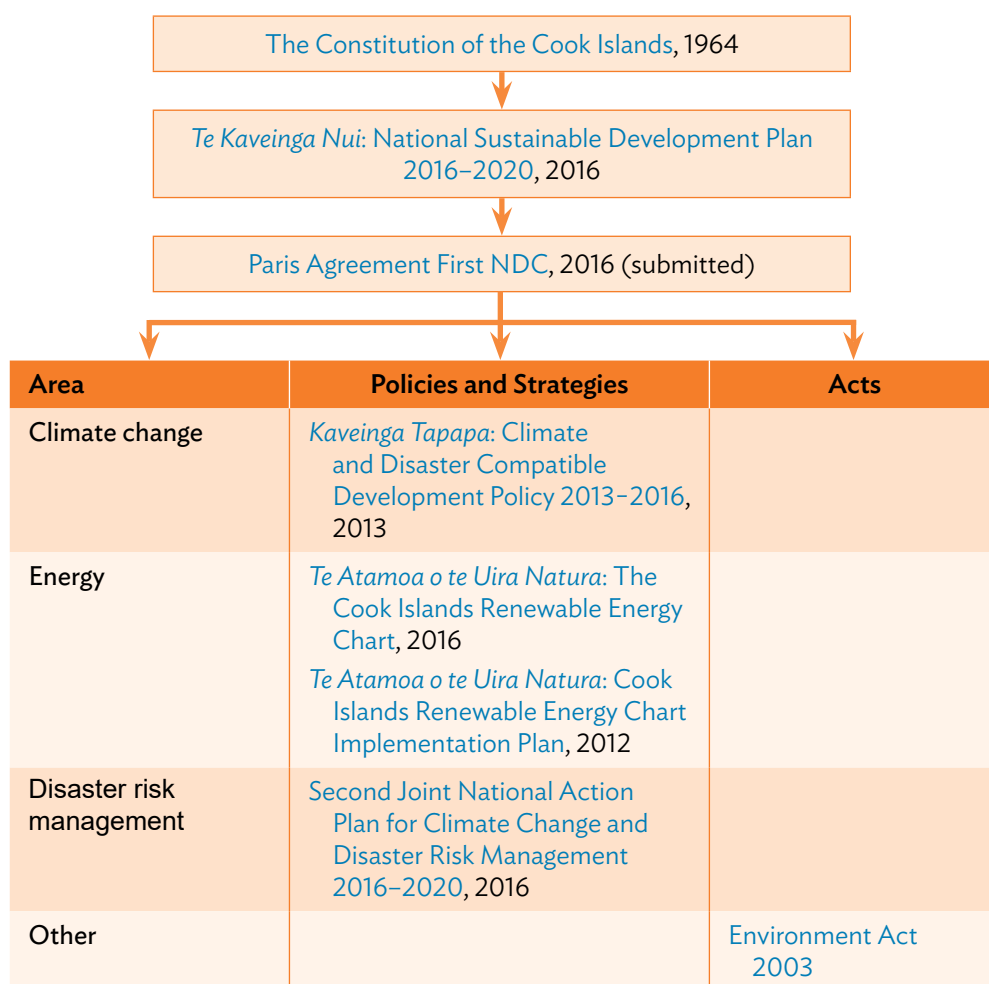 The Constitution of the Cook Islands, 1964
Te Kaveinga Nui: National Sustainable Development Plan
2016–2020, 2016
Paris Agreement First NDC, 2016 (submitted)
Area
Policies and Strategies
Acts
Climate change
Kaveinga Tapapa: Climate
and Disaster Compatible
Development Policy 2013–2016,
2013
Energy
Te Atamoa o te Uira Natura: The
Cook Islands Renewable Energy
Chart, 2016
Te Atamoa o te Uira Natura: Cook
Islands Renewable Energy Chart
Implementation Plan, 2012
Disaster risk
management
Second Joint National Action
Plan for Climate Change and
Disaster Risk Management
2016–2020, 2016
Other
Environment Act
2003